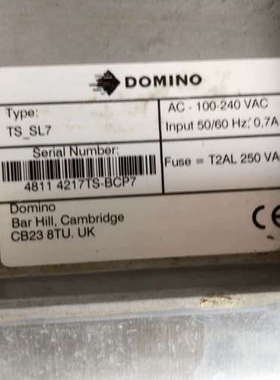 DOMINO
Type:
TS_SL7
AC - 100-240 VAC
Input 50/60 Hz, 0.7A
Serial Number:
4811 4217TS-BCP7
Fuse = T2AL 250 VA
Domino
Bar Hill, Cambridge
CB23 8TU. UK
CE